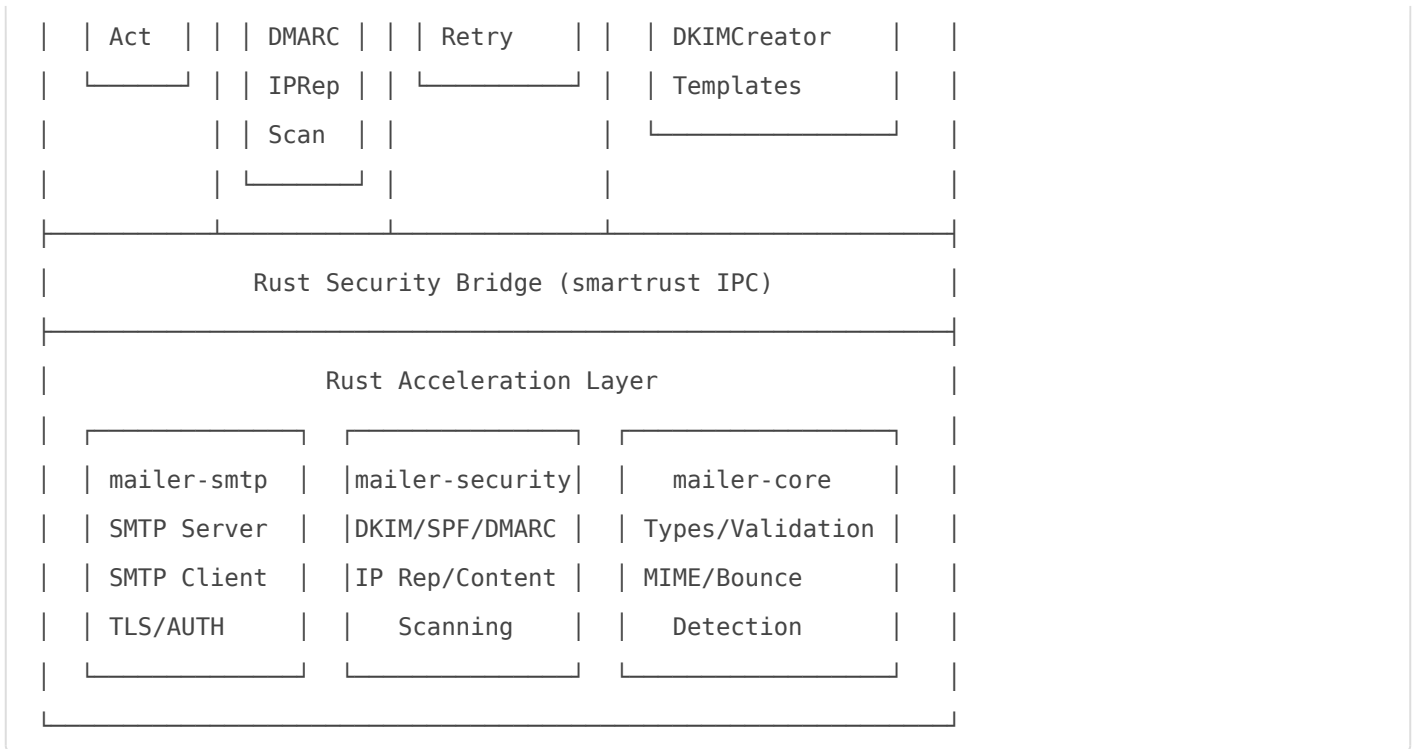 Act DMARC Retry DKIMCreator
IPRep Templates
Scan
Rust Security Bridge (smartrust IPC)
Rust Acceleration Layer
mailer-smtp mailer-security mailer-core
SMTP Server DKIM/SPF/DMARC Types/Validation
SMTP Client IP Rep/Content MIME/Bounce
TLS/AUTH Scanning Detection